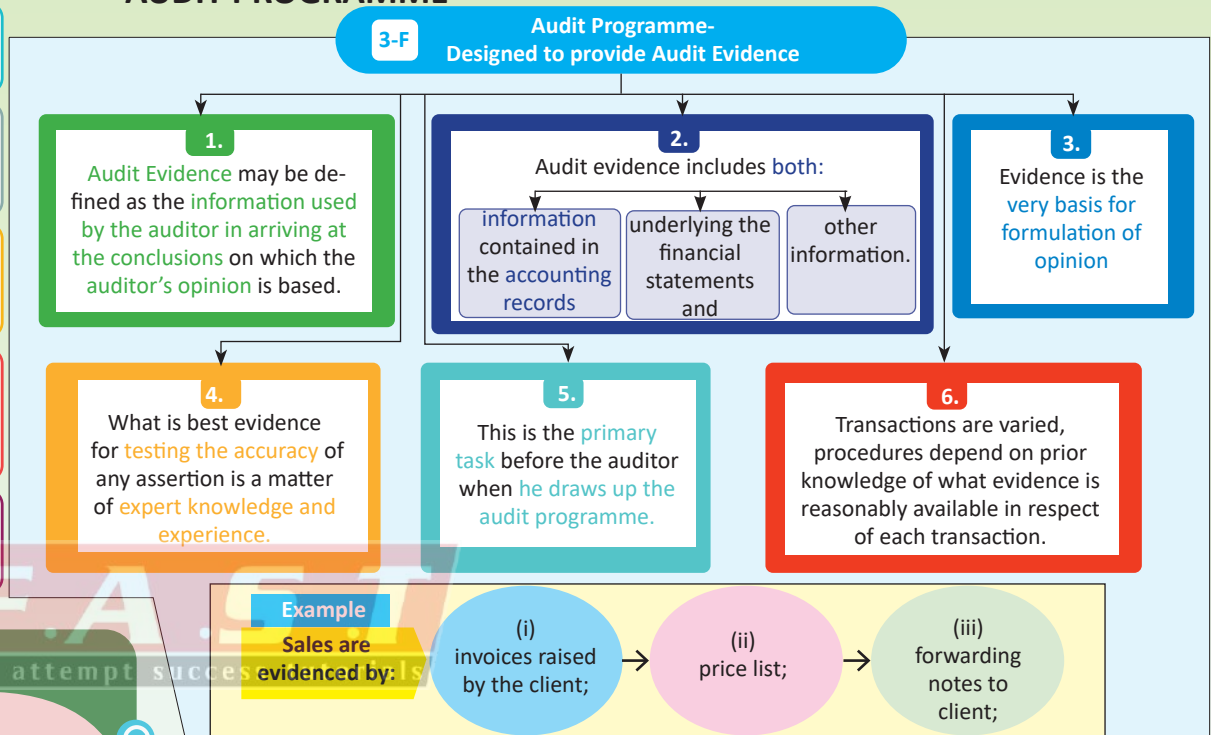 AUDIT PROGRAMME
3-F
Audit Programme-
Designed to provide Audit Evidence
1.
Audit Evidence may be de-
fined as the information used
by the auditor in arriving at
the conclusions on which the
auditor's opinion is based.
2.
Audit evidence includes both:
information
contained in
the accounting
records
underlying the
financial
statements
and
other
information.
3.
Evidence is the
very basis for
formulation of
opinion
4.
What is best evidence
for testing the accuracy of
any assertion is a matter
of expert knowledge and
experience.
5.
This is the primary
task before the auditor
when he draws up the
audit programme.
6.
Transactions are varied,
procedures depend on prior
knowledge of what evidence is
reasonably available in respect
of each transaction.
F.A.S.T
attempt success
Example
Sales are
evidenced by:
(i)
invoices raised
by the client;
(ii)
price list;
(iii)
forwarding
notes to
client;